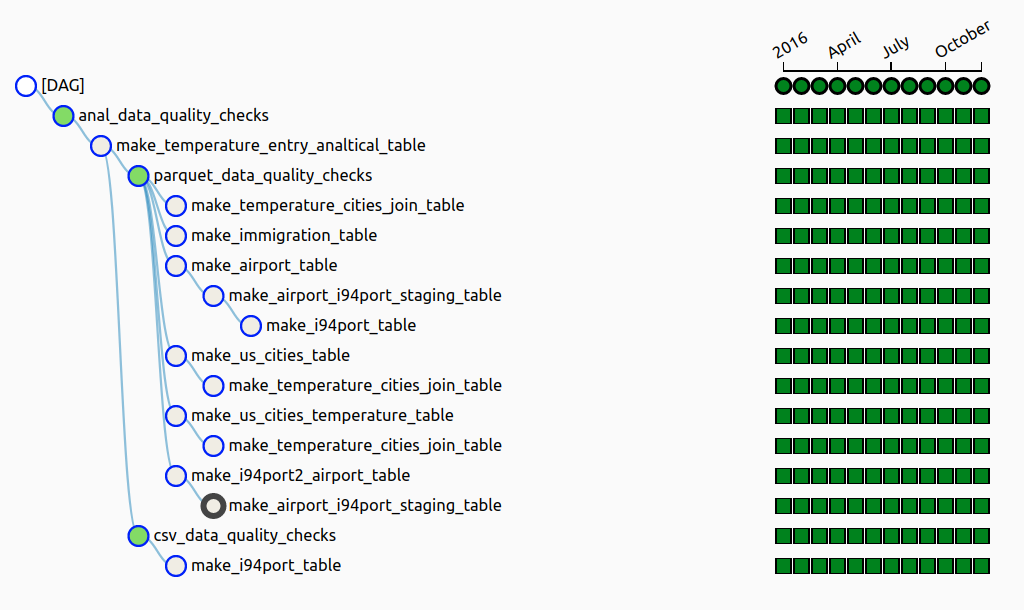 2016 April July October
[DAG]
anal_data_quality_checks
make_temperature_entry_analtical_table
parquet_data_quality_checks
make_temperature_cities_join_table
make_immigration_table
make_airport_table
make_airport_i94port_staging_table
make_i94port_table
make_us_cities_table
make_temperature_cities_join_table
make_us_cities_temperature_table
make_temperature_cities_join_table
make_i94port2_airport_table
make_airport_i94port_staging_table
csv_data_quality_checks
make_i94port_table